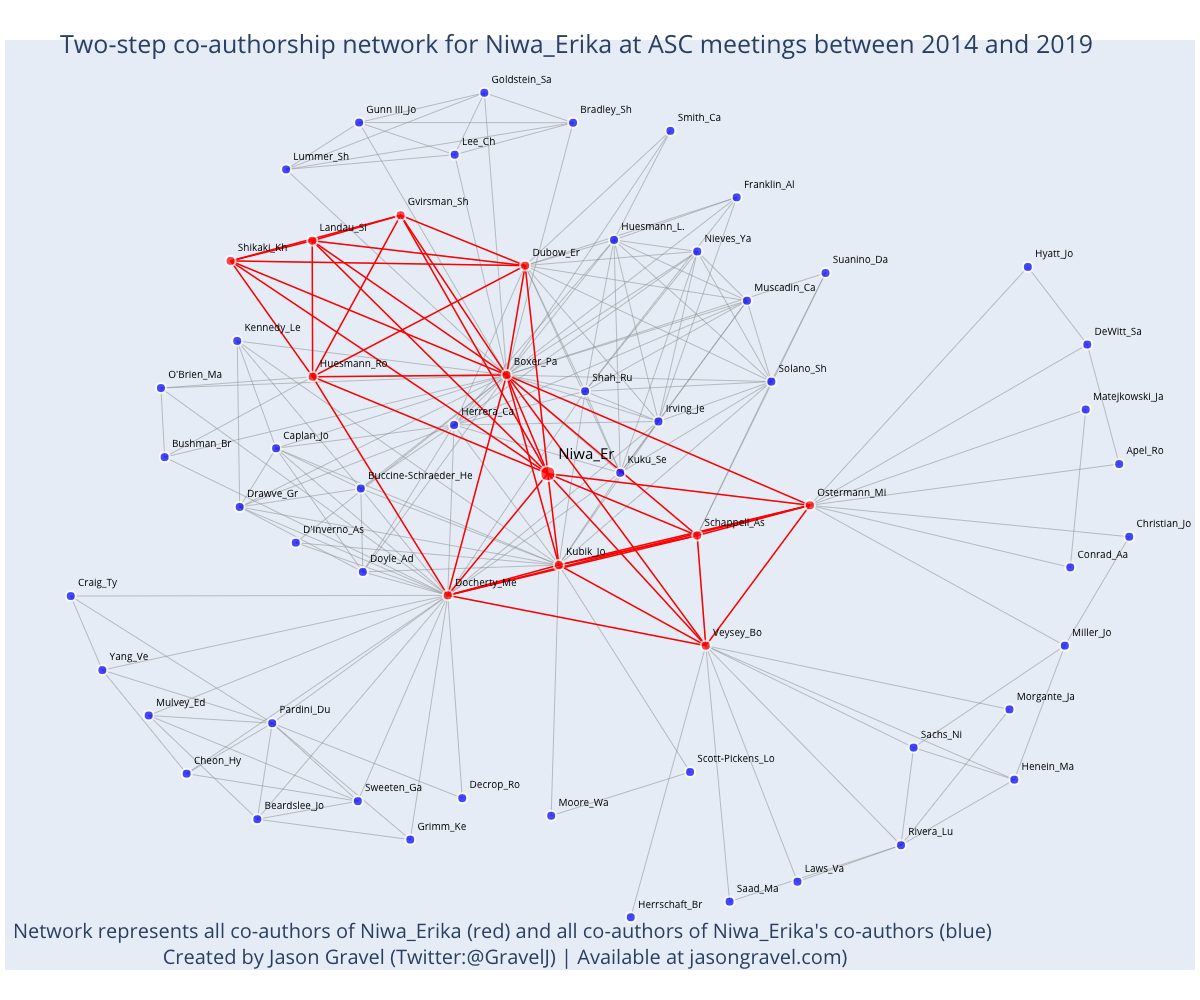 Two-step co-authorship network for Niwa_Erika at ASC meetings between 2014 and 2019
Goldstein_Sa
Gunn III_Jo
Bradley_Sh
Smith_Ca
Lee_Ch
Lummer_Sh
Franklin_Al
Gvirsman_Sh
Landau_Si
Huesmann_L.
Nieves_Ya
Shikaki_Kh
Dubow_Er
Suanino_Da
Hyatt_Jo
Muscadin_Ca
Kennedy_Le
DeWitt_Sa
Huesmann_Ro
Boxer_Pa
O'Brien_Ma
Shah_Ru
Solano_Sh
Matejkowski_Ja
Herrera_Ca
Irving_Je
Caplan_Jo
Bushman_Br
Niwa_Er
Kuku_Se
Apel_Ro
Buccine-Schraeder_He
Drawve_Gr
Ostermann_Mi
D'Inverno_As
Schappell_As
Christian_Jo
Doyle_Ad
Kubik_Jo
Conrad_Aa
Craig_Ty
Docherty_Me
Veysey_Bo
Miller_Jo
Yang_Ve
Morgante_Ja
Mulvey_Ed
Pardini_Du
Sachs_Ni
Cheon_Hy
Scott-Pickens_Lo
Henein_Ma
Sweeten_Ga
Decrop_Ro
Beardslee_Jo
Moore_Wa
Grimm_Ke
Rivera_Lu
Laws_Va
Saad_Ma
Herrschaft_Br
Network represents all co-authors of Niwa_Erika (red) and all co-authors of Niwa_Erika's co-authors (blue)
Created by Jason Gravel (Twitter:@GravelJ) | Available at jasongravel.com)